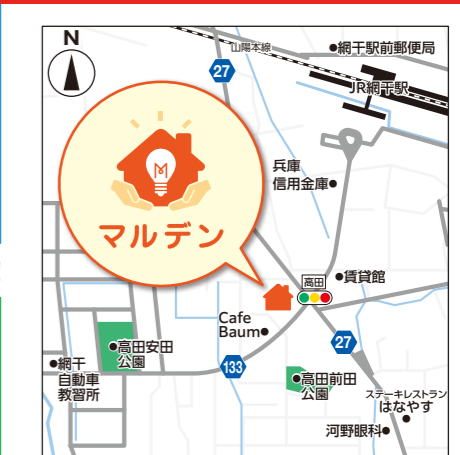 N
山陽本線
●網干駅前郵便局
27
JR網干駅
兵庫
信用金庫●
M
マルデン
高田
●賃貸館
Cafe
Baum●
27
●高田安田
公園
133
●網干
自動車
教習所
●高田前田
公園
ステーキレストラン
はなやす
●
河野眼科●